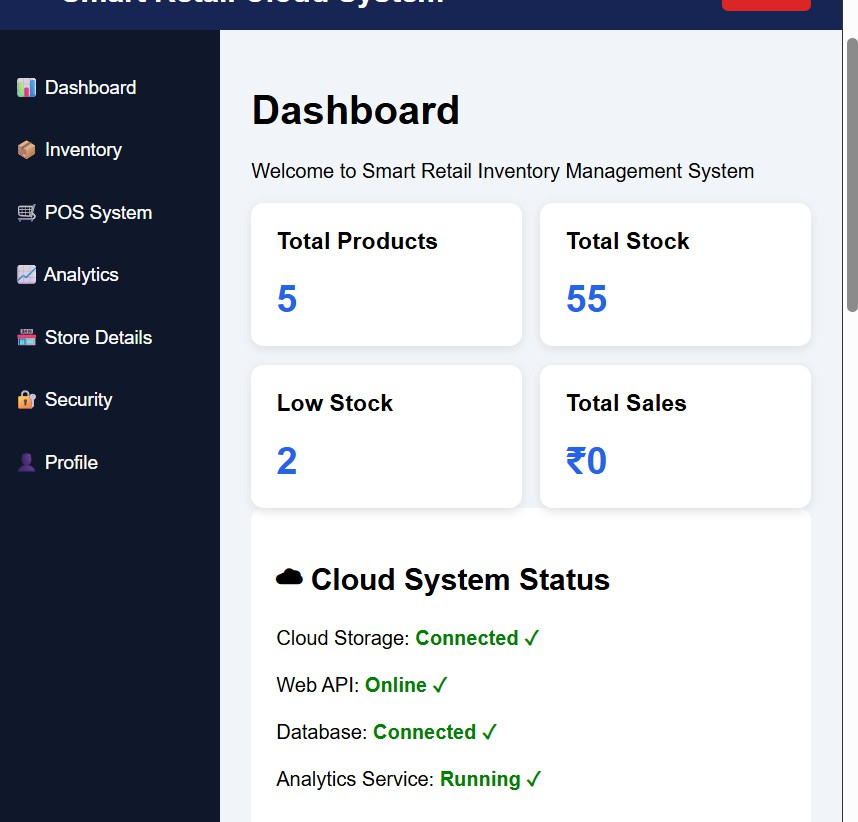 Smart Retail Cloud System
Dashboard
Inventory
POS System
Analytics
Store Details
Security
Profile
Dashboard
Welcome to Smart Retail Inventory Management System
Total Products
5
Total Stock
55
Low Stock
2
Total Sales
₹0
Cloud System Status
Cloud Storage: Connected ✓
Web API: Online ✓
Database: Connected ✓
Analytics Service: Running ✓